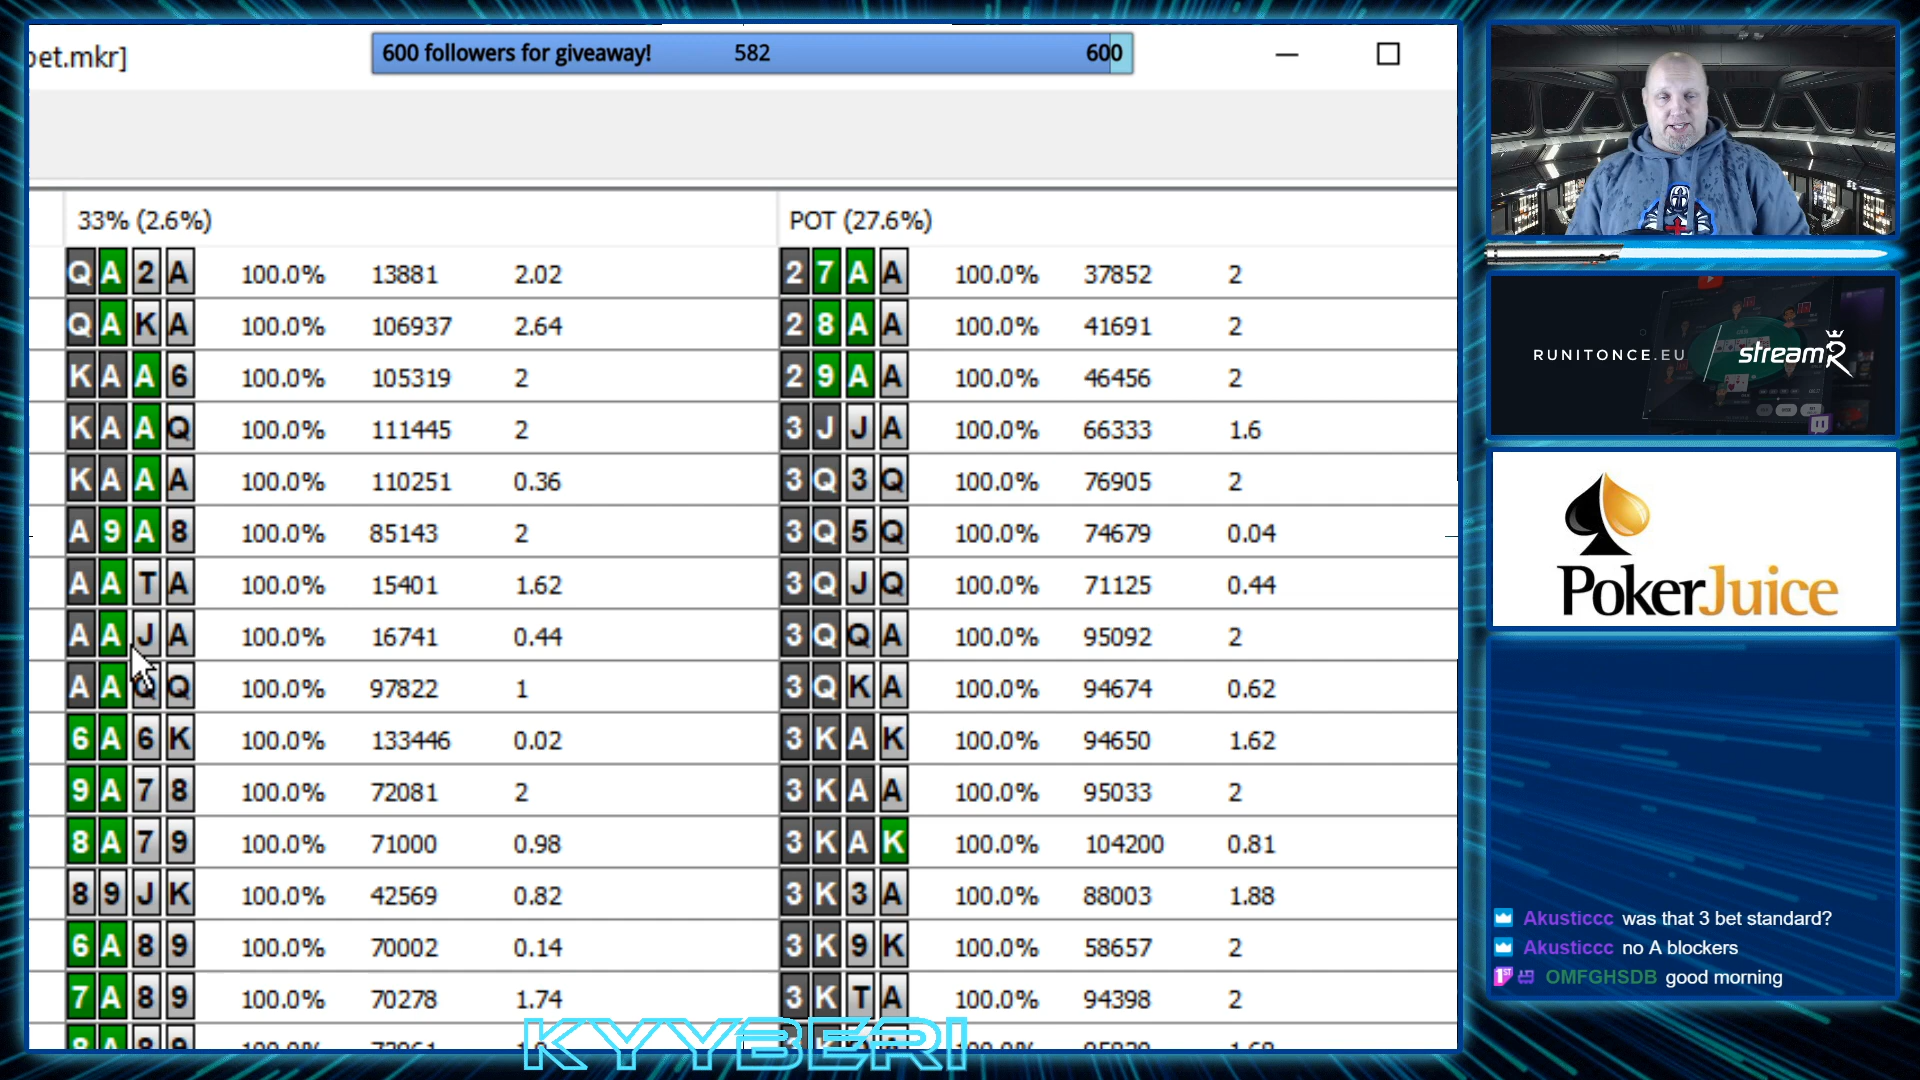 bet.mkr]
600 followers for giveaway! 582 600
33% (2.6%) POT (27.6%)
Q A 2 A 100.0% 13881 2.02 2 7 A A 100.0% 37852 2
Q A K A 100.0% 106937 2.64 2 8 A A 100.0% 41691 2
K A A 6 100.0% 105319 2 2 9 A A 100.0% 46456 2
K A A Q 100.0% 111445 2 3 J J A 100.0% 66333 1.6
K A A A 100.0% 110251 0.36 3 Q 3 Q 100.0% 76905 2
A 9 A 8 100.0% 85143 2 3 Q 5 Q 100.0% 74679 0.04
A A T A 100.0% 15401 1.62 3 Q J Q 100.0% 71125 0.44
A A J A 100.0% 16741 0.44 3 Q Q A 100.0% 95092 2
A A Q Q 100.0% 97822 1 3 Q K A 100.0% 94674 0.62
6 A 6 K 100.0% 133446 0.02 3 K A K 100.0% 94650 1.62
9 A 7 8 100.0% 72081 2 3 K A A 100.0% 95033 2
8 A 7 9 100.0% 71000 0.98 3 K A K 100.0% 104200 0.81
8 9 J K 100.0% 42569 0.82 3 K 3 A 100.0% 88003 1.88
6 A 8 9 100.0% 70002 0.14 3 K 9 K 100.0% 58657 2
7 A 8 9 100.0% 70278 1.74 3 K T A 100.0% 94398 2
KYYBERI
RUNITONCE.EU / streamR
PokerJuice
Akusticcc was that 3 bet standard?
Akusticcc no A blockers
1ST OMFGHSDB good morning